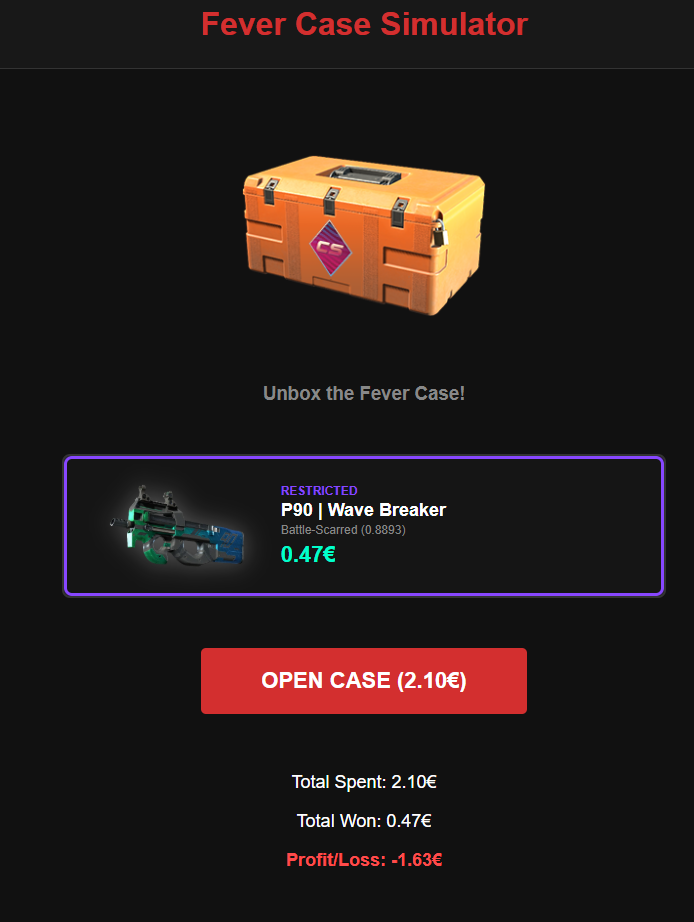 Fever Case Simulator
CS
Unbox the Fever Case!
RESTRICTED
P90 | Wave Breaker
Battle-Scarred (0.8893)
0.47€
OPEN CASE (2.10€)
Total Spent: 2.10€
Total Won: 0.47€
Profit/Loss: -1.63€